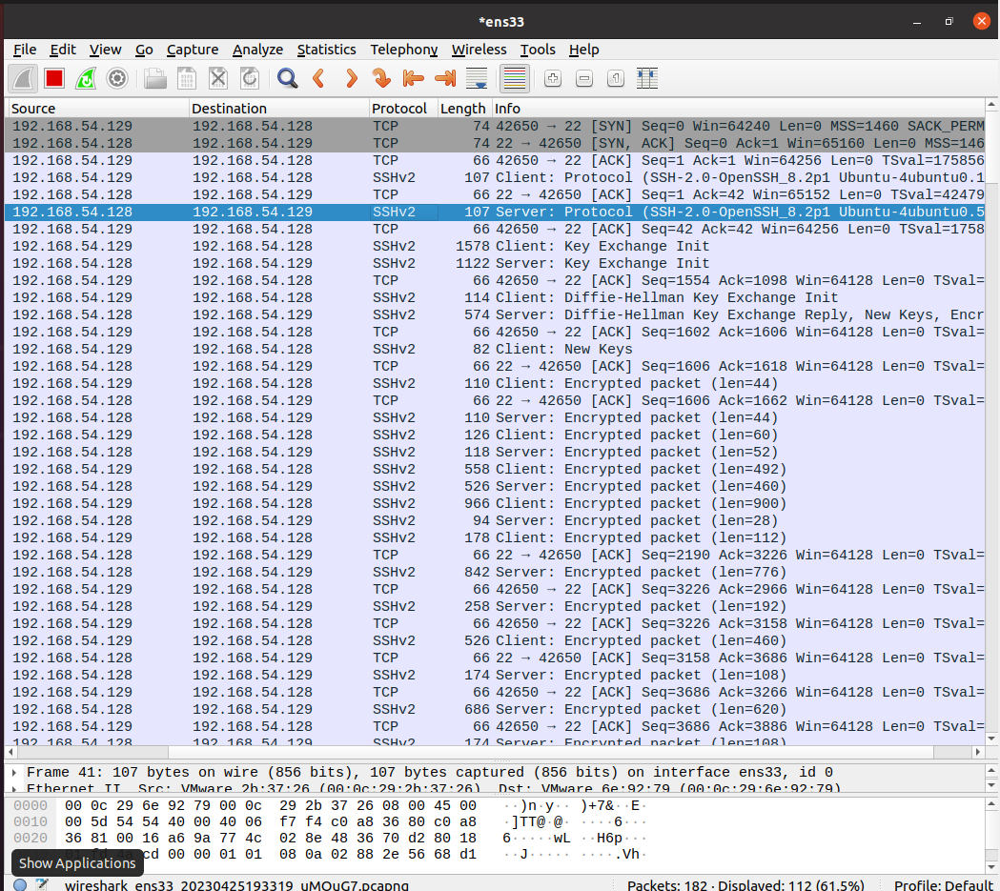 *ens33
File Edit View Go Capture Analyze Statistics Telephony Wireless Tools Help
Source Destination Protocol Length Info
192.168.54.129 192.168.54.128 TCP 74 42650 → 22 [SYN] Seq=0 Win=64240 Len=0 MSS=1460 SACK_PERM
192.168.54.128 192.168.54.129 TCP 74 22 → 42650 [SYN, ACK] Seq=0 Ack=1 Win=65160 Len=0 MSS=146
192.168.54.129 192.168.54.128 TCP 66 42650 → 22 [ACK] Seq=1 Ack=1 Win=64256 Len=0 TSval=175856
192.168.54.129 192.168.54.128 SSHv2 107 Client: Protocol (SSH-2.0-OpenSSH_8.2p1 Ubuntu-4ubuntu0.1
192.168.54.128 192.168.54.129 TCP 66 22 → 42650 [ACK] Seq=1 Ack=42 Win=65152 Len=0 TSval=42479
192.168.54.128 192.168.54.129 SSHv2 107 Server: Protocol (SSH-2.0-OpenSSH_8.2p1 Ubuntu-4ubuntu0.5
192.168.54.129 192.168.54.128 TCP 66 42650 → 22 [ACK] Seq=42 Ack=42 Win=64256 Len=0 TSval=1758
192.168.54.129 192.168.54.128 SSHv2 1578 Client: Key Exchange Init
192.168.54.128 192.168.54.129 SSHv2 1122 Server: Key Exchange Init
192.168.54.129 192.168.54.128 TCP 66 42650 → 22 [ACK] Seq=1554 Ack=1098 Win=64128 Len=0 TSval=
192.168.54.129 192.168.54.128 SSHv2 114 Client: Diffie-Hellman Key Exchange Init
192.168.54.128 192.168.54.129 SSHv2 574 Server: Diffie-Hellman Key Exchange Reply, New Keys, Encr
192.168.54.129 192.168.54.128 TCP 66 42650 → 22 [ACK] Seq=1602 Ack=1606 Win=64128 Len=0 TSval=
192.168.54.129 192.168.54.128 SSHv2 82 Client: New Keys
192.168.54.128 192.168.54.129 TCP 66 22 → 42650 [ACK] Seq=1606 Ack=1618 Win=64128 Len=0 TSval=
192.168.54.129 192.168.54.128 SSHv2 110 Client: Encrypted packet (len=44)
192.168.54.128 192.168.54.129 TCP 66 22 → 42650 [ACK] Seq=1606 Ack=1662 Win=64128 Len=0 TSval=
192.168.54.128 192.168.54.129 SSHv2 110 Server: Encrypted packet (len=44)
192.168.54.129 192.168.54.128 SSHv2 126 Client: Encrypted packet (len=60)
192.168.54.128 192.168.54.129 SSHv2 118 Server: Encrypted packet (len=52)
192.168.54.129 192.168.54.128 SSHv2 558 Client: Encrypted packet (len=492)
192.168.54.128 192.168.54.129 SSHv2 526 Server: Encrypted packet (len=460)
192.168.54.129 192.168.54.128 SSHv2 966 Client: Encrypted packet (len=900)
192.168.54.128 192.168.54.129 SSHv2 94 Server: Encrypted packet (len=28)
192.168.54.129 192.168.54.128 SSHv2 178 Client: Encrypted packet (len=112)
192.168.54.128 192.168.54.129 TCP 66 22 → 42650 [ACK] Seq=2190 Ack=3226 Win=64128 Len=0 TSval=
192.168.54.128 192.168.54.129 SSHv2 842 Server: Encrypted packet (len=776)
192.168.54.129 192.168.54.128 TCP 66 42650 → 22 [ACK] Seq=3226 Ack=2966 Win=64128 Len=0 TSval=
192.168.54.128 192.168.54.129 SSHv2 258 Server: Encrypted packet (len=192)
192.168.54.129 192.168.54.128 TCP 66 42650 → 22 [ACK] Seq=3226 Ack=3158 Win=64128 Len=0 TSval=
192.168.54.129 192.168.54.128 SSHv2 526 Client: Encrypted packet (len=460)
192.168.54.128 192.168.54.129 TCP 66 22 → 42650 [ACK] Seq=3158 Ack=3686 Win=64128 Len=0 TSval=
192.168.54.128 192.168.54.129 SSHv2 174 Server: Encrypted packet (len=108)
192.168.54.129 192.168.54.128 TCP 66 42650 → 22 [ACK] Seq=3686 Ack=3266 Win=64128 Len=0 TSval=
192.168.54.128 192.168.54.129 SSHv2 686 Server: Encrypted packet (len=620)
192.168.54.129 192.168.54.128 TCP 66 42650 → 22 [ACK] Seq=3686 Ack=3886 Win=64128 Len=0 TSval=
192.168.54.128 192.168.54.129 SSHv2 174 Server: Encrypted packet (len=108)
Frame 41: 107 bytes on wire (856 bits), 107 bytes captured (856 bits) on interface ens33, id 0
Ethernet II, Src: VMware_2b:37:26 (00:0c:29:2b:37:26), Dst: VMware_6e:92:79 (00:0c:29:6e:92:79)
0000 00 0c 29 6e 92 79 00 0c 29 2b 37 26 08 00 45 00 ··)n·y·· )+7&··E·
0010 00 5d 54 54 40 00 40 06 f7 f4 c0 a8 36 80 c0 a8 ·]TT@·@· ····6···
0020 36 81 00 16 a6 9a 77 4c 02 8e 48 36 70 d2 80 18 6·····wL ··H6p···
cd 00 00 01 01 08 0a 02 88 2e 56 68 d1 ··J····· ·····.Vh·
Show Applications
wireshark_ens33_20230425193319_uMOuG7.pcapng Packets: 182 · Displayed: 112 (61.5%) Profile: Default